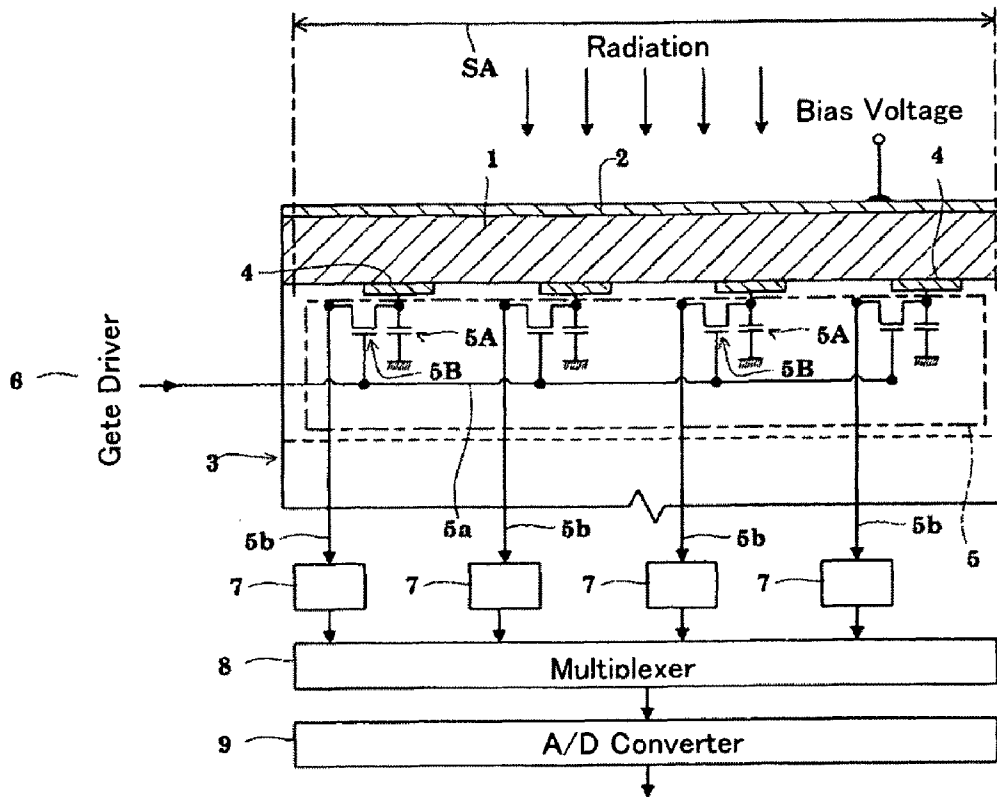 SA
Radiation
Bias Voltage
1
2
4
4
5A
5B
5A
5B
6
Gete Driver
3
5b
5a
5b
5b
5b
5
7
7
7
7
8
Multiplexer
9
A/D Converter